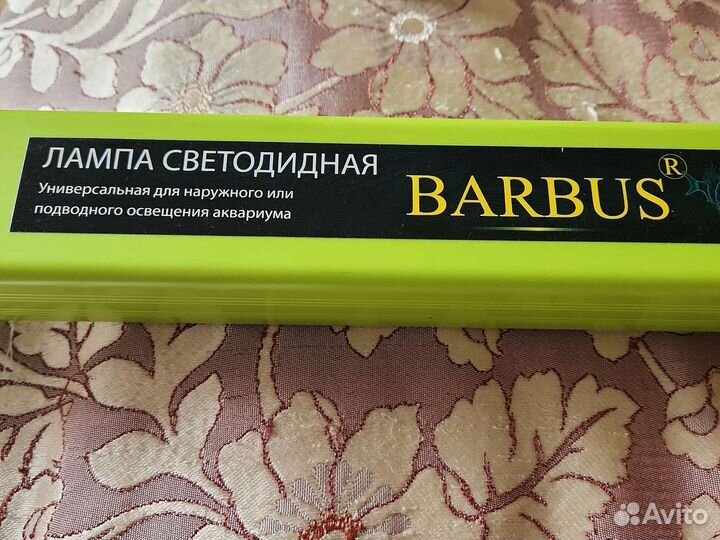 ЛАМПА СВЕТОДИДНАЯ
Универсальная для наружного или
подводного освещения аквариума
BARBUS®
Avito